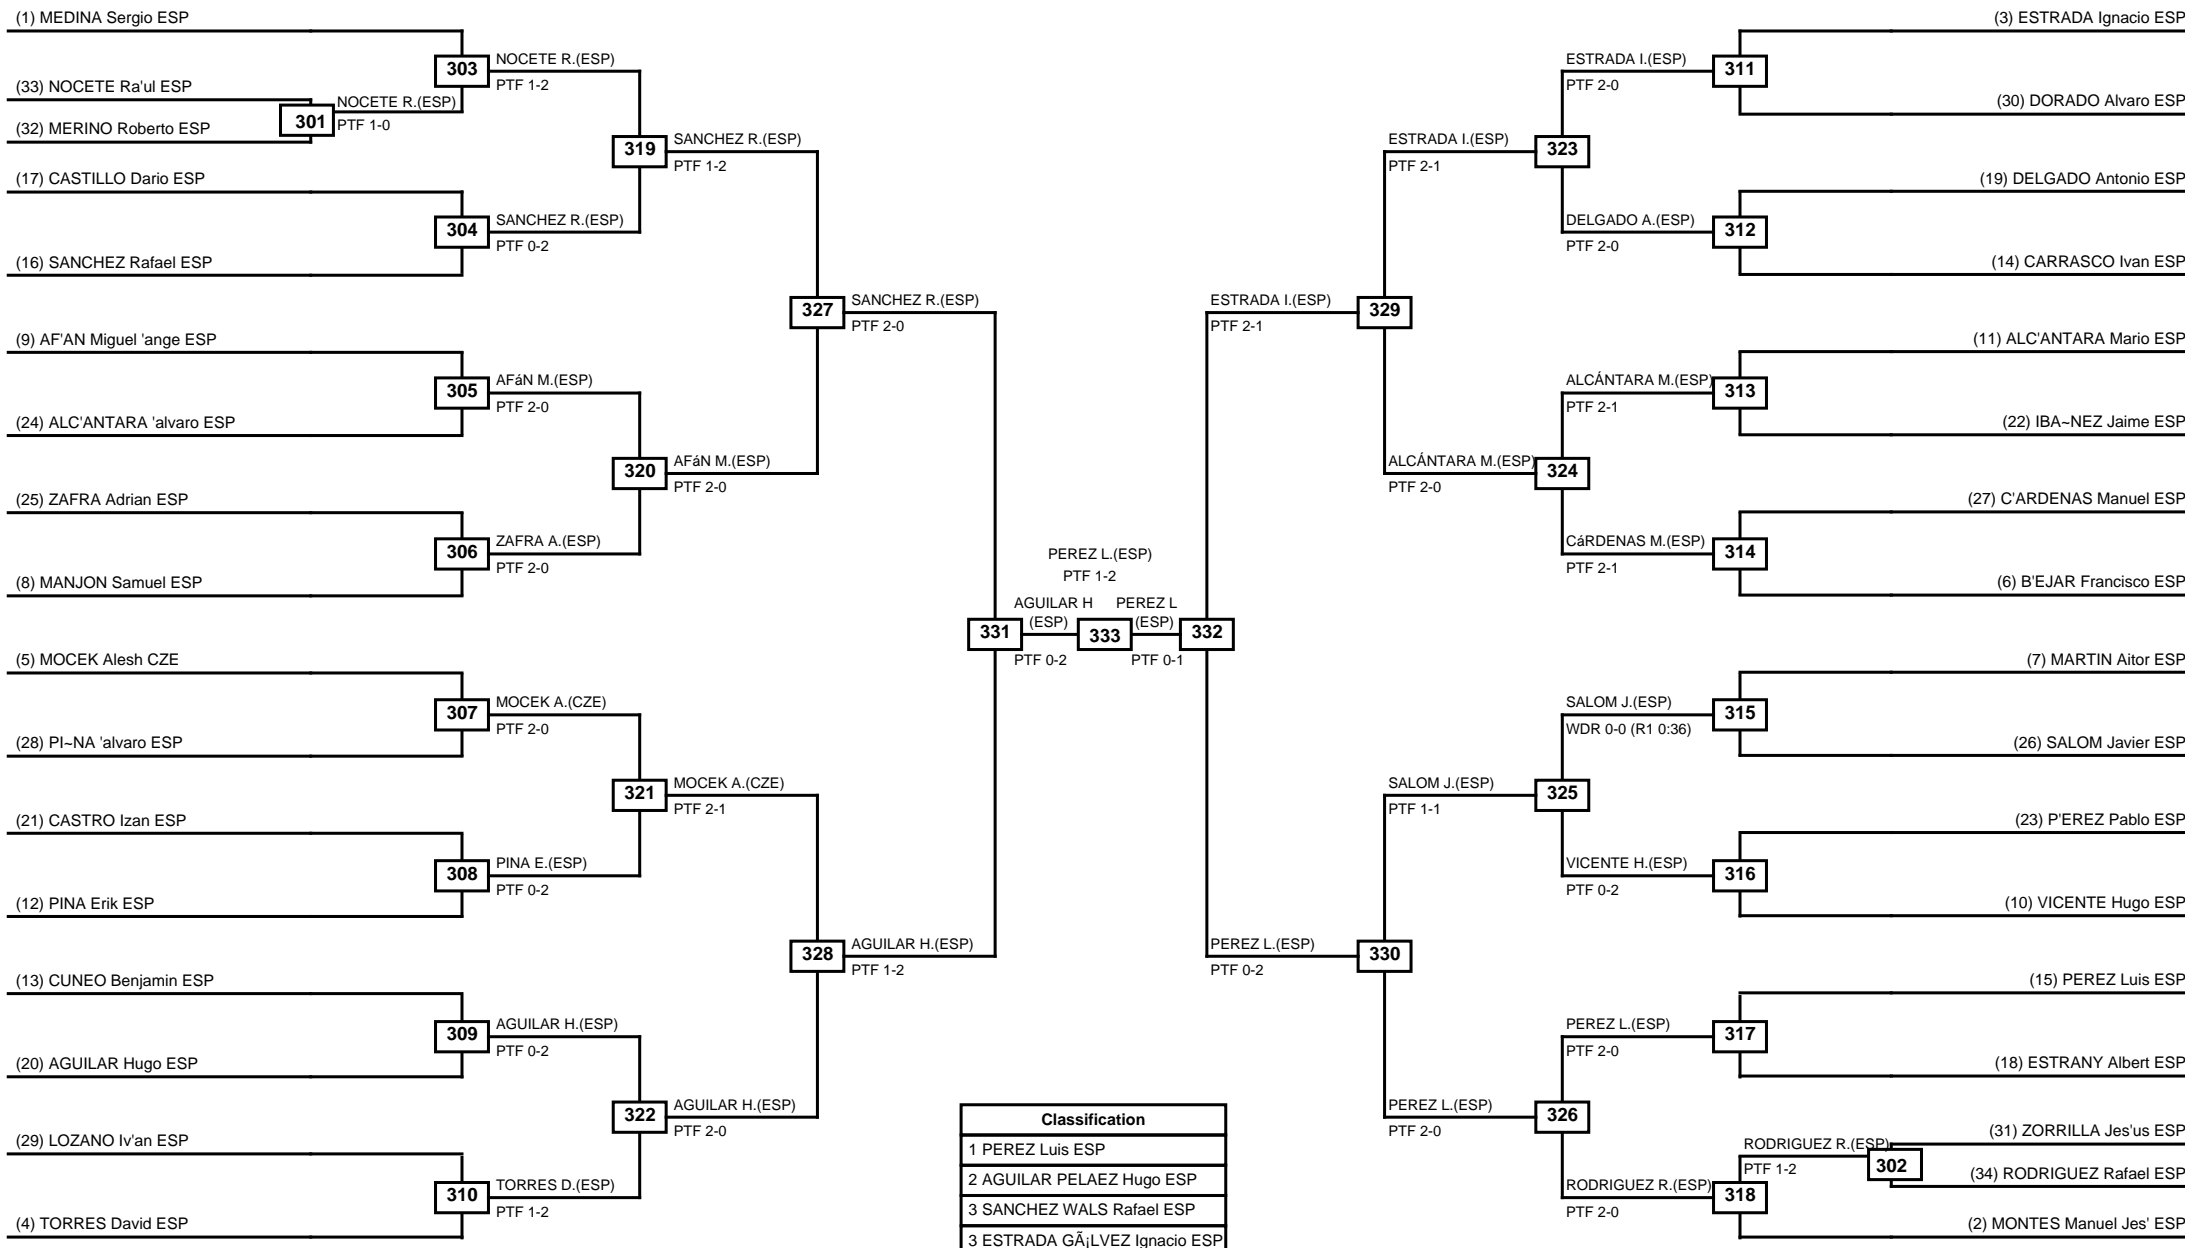 (1) MEDINA Sergio ESP
303
NOCETE R.(ESP)
PTF 1-2
(33) NOCETE Ra'ul ESP
301
NOCETE R.(ESP)
PTF 1-0
(32) MERINO Roberto ESP
319
SANCHEZ R.(ESP)
PTF 1-2
(17) CASTILLO Dario ESP
304
SANCHEZ R.(ESP)
PTF 0-2
(16) SANCHEZ Rafael ESP
327
SANCHEZ R.(ESP)
PTF 2-0
(9) AF'AN Miguel 'ange ESP
305
AFáN M.(ESP)
PTF 2-0
(24) ALC'ANTARA 'alvaro ESP
320
AFáN M.(ESP)
PTF 2-0
(25) ZAFRA Adrian ESP
306
ZAFRA A.(ESP)
PTF 2-0
(8) MANJON Samuel ESP
(5) MOCEK Alesh CZE
307
MOCEK A.(CZE)
PTF 2-0
(28) PI~NA 'alvaro ESP
321
MOCEK A.(CZE)
PTF 2-1
(21) CASTRO Izan ESP
308
PINA E.(ESP)
PTF 0-2
(12) PINA Erik ESP
328
AGUILAR H.(ESP)
PTF 1-2
(13) CUNEO Benjamin ESP
309
AGUILAR H.(ESP)
PTF 0-2
(20) AGUILAR Hugo ESP
322
AGUILAR H.(ESP)
PTF 2-0
(29) LOZANO Iv'an ESP
310
TORRES D.(ESP)
PTF 1-2
(4) TORRES David ESP
PEREZ L.(ESP)
PTF 1-2
331
AGUILAR H
(ESP)
PTF 0-2
333
PEREZ L
(ESP)
PTF 0-1
332
(3) ESTRADA Ignacio ESP
ESTRADA I.(ESP)
PTF 2-0
311
(30) DORADO Alvaro ESP
ESTRADA I.(ESP)
PTF 2-1
323
(19) DELGADO Antonio ESP
DELGADO A.(ESP)
PTF 2-0
312
(14) CARRASCO Ivan ESP
ESTRADA I.(ESP)
PTF 2-1
329
(11) ALC'ANTARA Mario ESP
ALCÁNTARA M.(ESP)
PTF 2-1
313
(22) IBA~NEZ Jaime ESP
ALCÁNTARA M.(ESP)
PTF 2-0
324
(27) C'ARDENAS Manuel ESP
CáRDENAS M.(ESP)
PTF 2-1
314
(6) B'EJAR Francisco ESP
(7) MARTIN Aitor ESP
SALOM J.(ESP)
WDR 0-0 (R1 0:36)
315
(26) SALOM Javier ESP
SALOM J.(ESP)
PTF 1-1
325
(23) P'EREZ Pablo ESP
VICENTE H.(ESP)
PTF 0-2
316
(10) VICENTE Hugo ESP
PEREZ L.(ESP)
PTF 0-2
330
(15) PEREZ Luis ESP
PEREZ L.(ESP)
PTF 2-0
317
(18) ESTRANY Albert ESP
PEREZ L.(ESP)
PTF 2-0
326
(31) ZORRILLA Jes'us ESP
RODRIGUEZ R.(ESP)
PTF 1-2
302
(34) RODRIGUEZ Rafael ESP
RODRIGUEZ R.(ESP)
PTF 2-0
318
(2) MONTES Manuel Jes' ESP
Classification
1 PEREZ Luis ESP
2 AGUILAR PELAEZ Hugo ESP
3 SANCHEZ WALS Rafael ESP
3 ESTRADA GÃ¡LVEZ Ignacio ESP